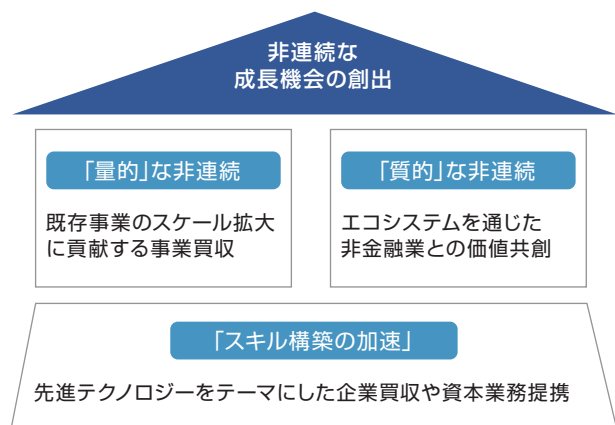 非連続な
成長機会の創出
「量的」な非連続
既存事業のスケール拡大
に貢献する事業買収
「質的」な非連続
エコシステムを通じた
非金融業との価値共創
「スキル構築の加速」
先進テクノロジーをテーマにした企業買収や資本業務提携